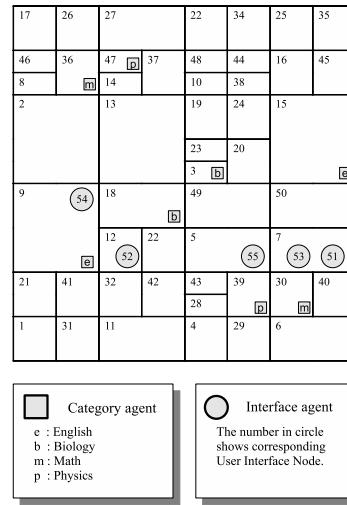 17 26 27 22 34 25 35
46 36 47 p 37 48 44 16 45
8 m 14 10 38
2 13 19 24 15
23 20
3 b e
9 54 18 49 50
b
12 22 5 7
52 55 53 51
e
21 41 32 42 43 39 30 40
28 p m
1 31 11 4 29 6
Category agent
e : English
b : Biology
m : Math
p : Physics
Interface agent
The number in circle
shows corresponding
User Interface Node.